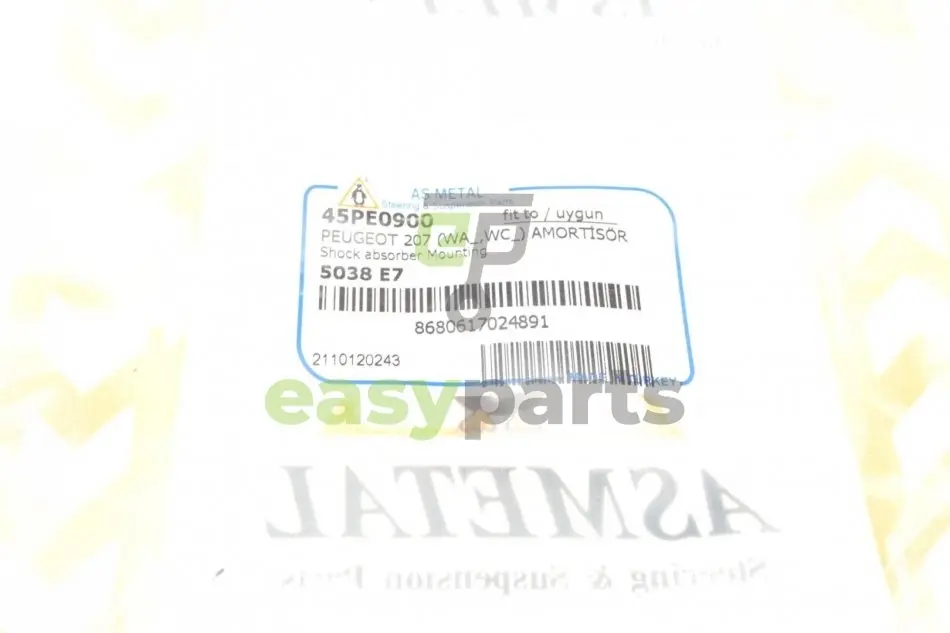 AS METAL
Steering & Suspension Parts
45PE0900
fit to / uygun
PEUGEOT 207 (WA_,WC_) AMORTİSÖR
Shock absorber Mounting
5038 E7
8680617024891
2110120243
MADE IN TURKEY
easyparts
ASMETAL
Steering & Suspension Parts